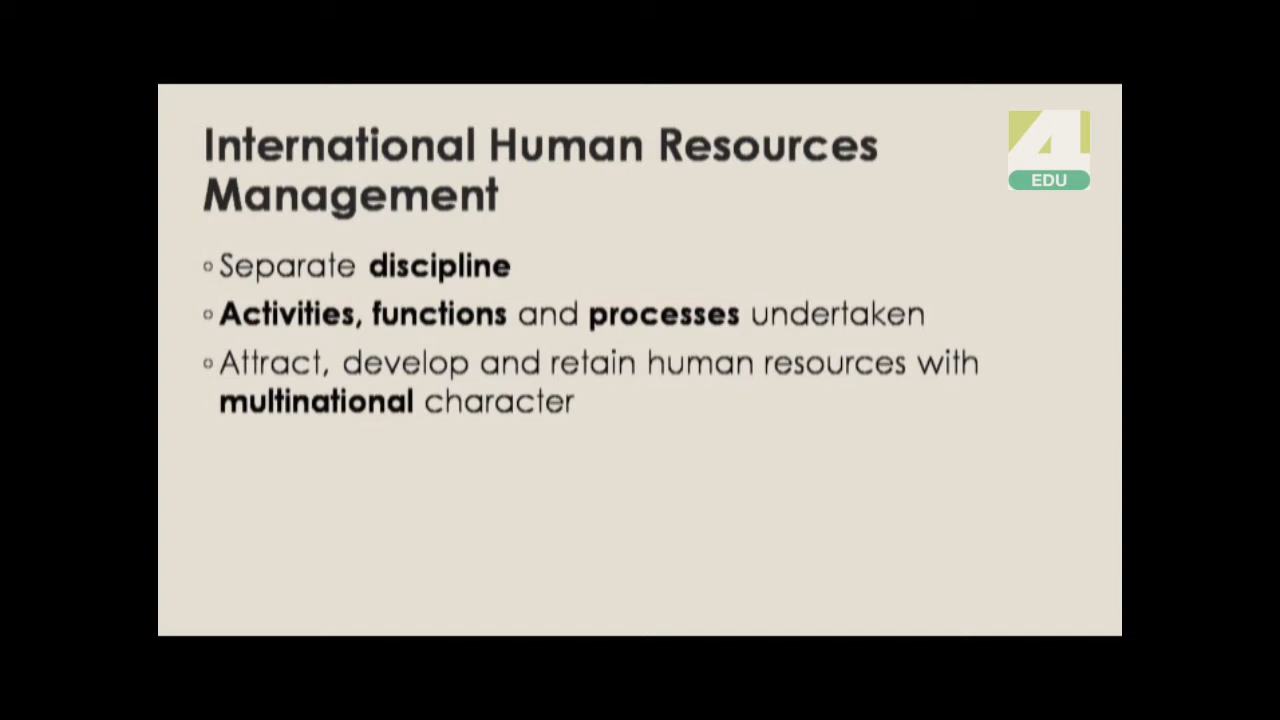 International Human Resources
Management
4
EDU
◦ Separate discipline
◦ Activities, functions and processes undertaken
◦ Attract, develop and retain human resources with
multinational character